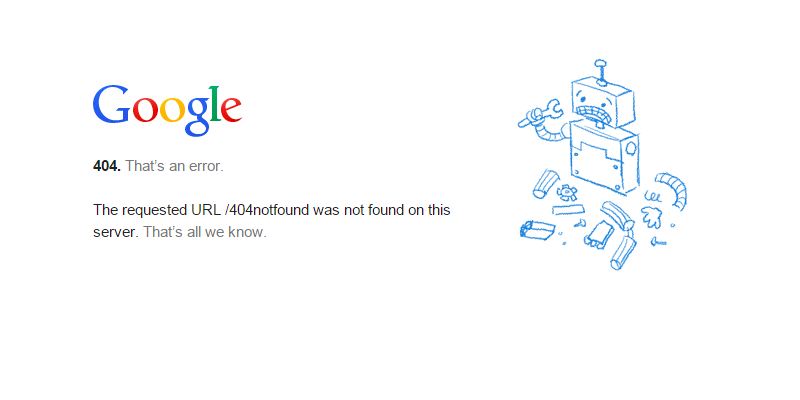 Google
404. That's an error.
The requested URL /404notfound was not found on this
server. That's all we know.